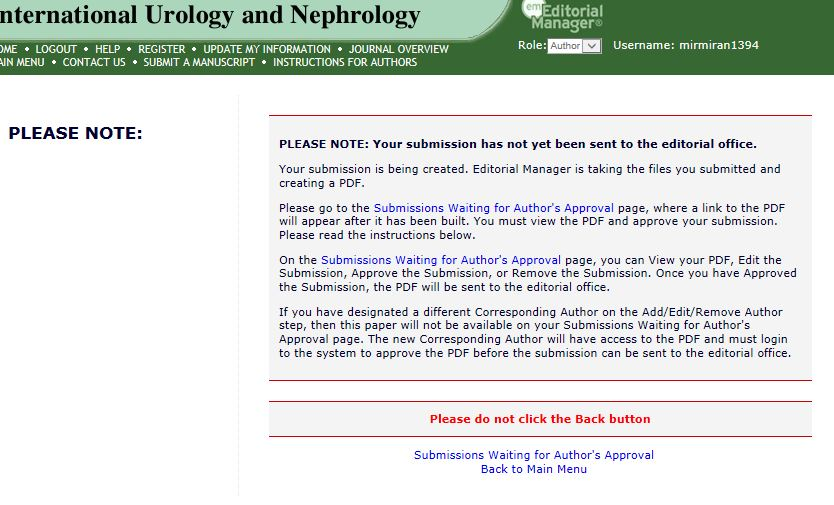 nternational Urology and Nephrology
em Editorial
Manager®
OME • LOGOUT • HELP • REGISTER • UPDATE MY INFORMATION • JOURNAL OVERVIEW
AIN MENU • CONTACT US • SUBMIT A MANUSCRIPT • INSTRUCTIONS FOR AUTHORS
Role: Author Username: mirmiran1394
PLEASE NOTE:
PLEASE NOTE: Your submission has not yet been sent to the editorial office.
Your submission is being created. Editorial Manager is taking the files you submitted and
creating a PDF.
Please go to the Submissions Waiting for Author's Approval page, where a link to the PDF
will appear after it has been built. You must view the PDF and approve your submission.
Please read the instructions below.
On the Submissions Waiting for Author's Approval page, you can View your PDF, Edit the
Submission, Approve the Submission, or Remove the Submission. Once you have Approved
the Submission, the PDF will be sent to the editorial office.
If you have designated a different Corresponding Author on the Add/Edit/Remove Author
step, then this paper will not be available on your Submissions Waiting for Author's
Approval page. The new Corresponding Author will have access to the PDF and must login
to the system to approve the PDF before the submission can be sent to the editorial office.
Please do not click the Back button
Submissions Waiting for Author's Approval
Back to Main Menu